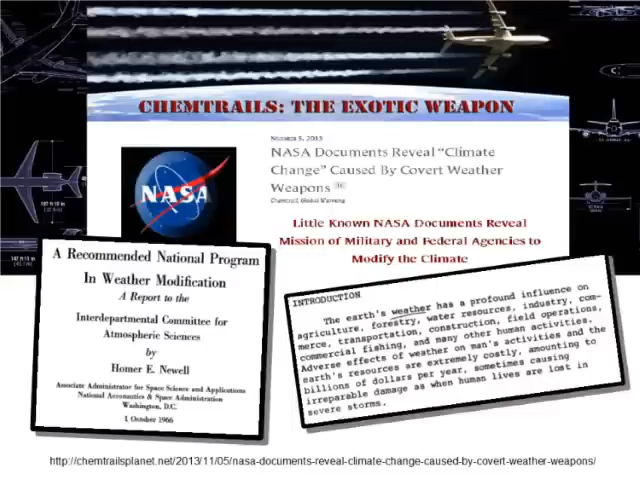 CHEMTRAILS: THE EXOTIC WEAPON
November 5, 2013
NASA Documents Reveal "Climate
Change" Caused By Covert Weather
Weapons
Chemtrail, Global Warming
NASA
Little Known NASA Documents Reveal
Mission of Military and Federal Agencies to
Modify the Climate
A Recommended National Program
In Weather Modification
A Report to the
Interdepartmental Committee for
Atmospheric Sciences
by
Homer E. Newell
Associate Administrator for Space Science and Applications
National Aeronautics & Space Administration
Washington, D.C.
1 October 1966
INTRODUCTION
The earth's weather has a profound influence on
agriculture, forestry, water resources, industry, com-
merce, transportation, construction, field operations,
commercial fishing, and many other human activities.
Adverse effects of weather on man's activities and the
earth's resources are extremely costly, amounting to
billions of dollars per year, sometimes causing
irreparable damage as when human lives are lost in
severe storms.
http://chemtrailsplanet.net/2013/11/05/nasa-documents-reveal-climate-change-caused-by-covert-weather-weapons/